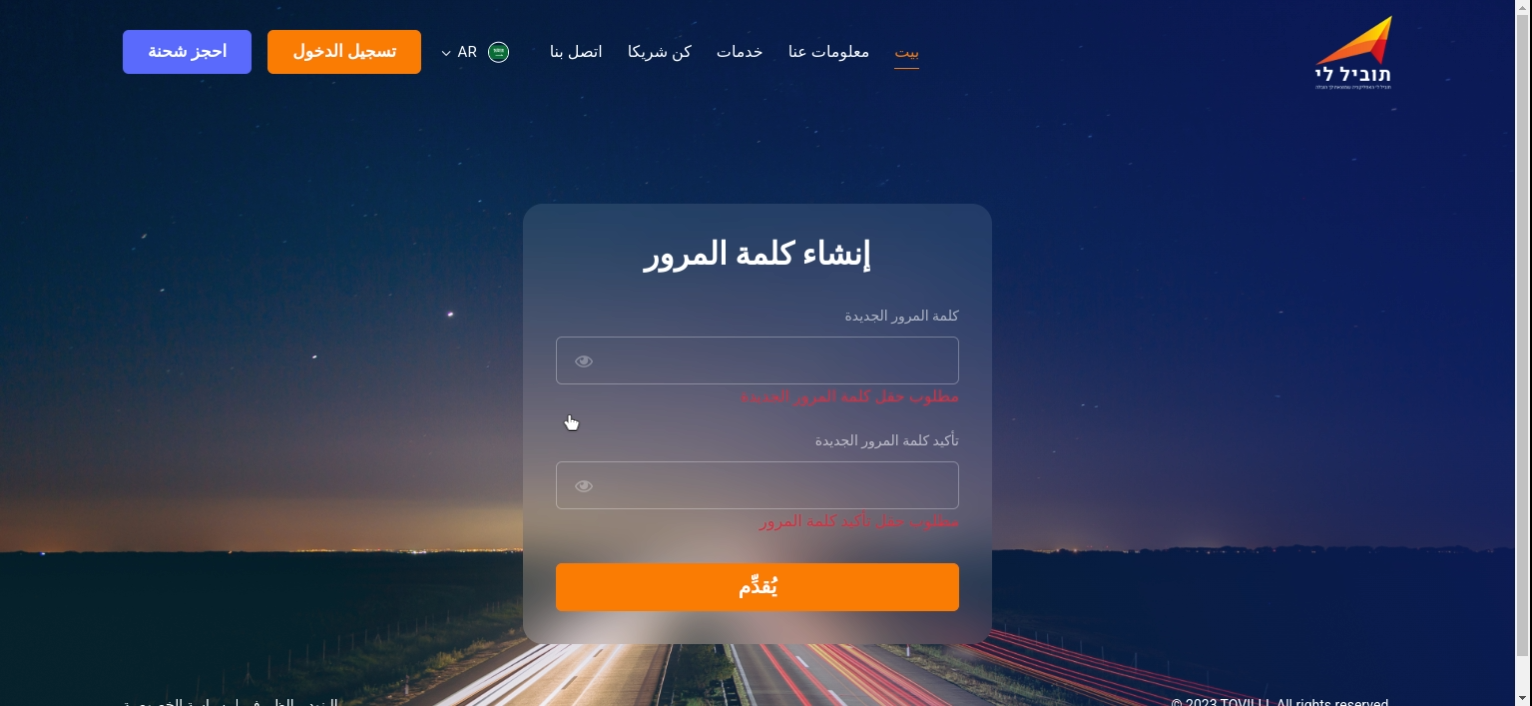 תוביל לי
بيت
معلومات عنا
خدمات
كن شريكا
اتصل بنا
AR
تسجيل الدخول
احجز شحنة
إنشاء كلمة المرور
كلمة المرور الجديدة
مطلوب حقل كلمة المرور الجديدة
تأكيد كلمة المرور الجديدة
مطلوب حقل تأكيد كلمة المرور
يُقدِّم
© 2023 TOVILLI. All rights reserved